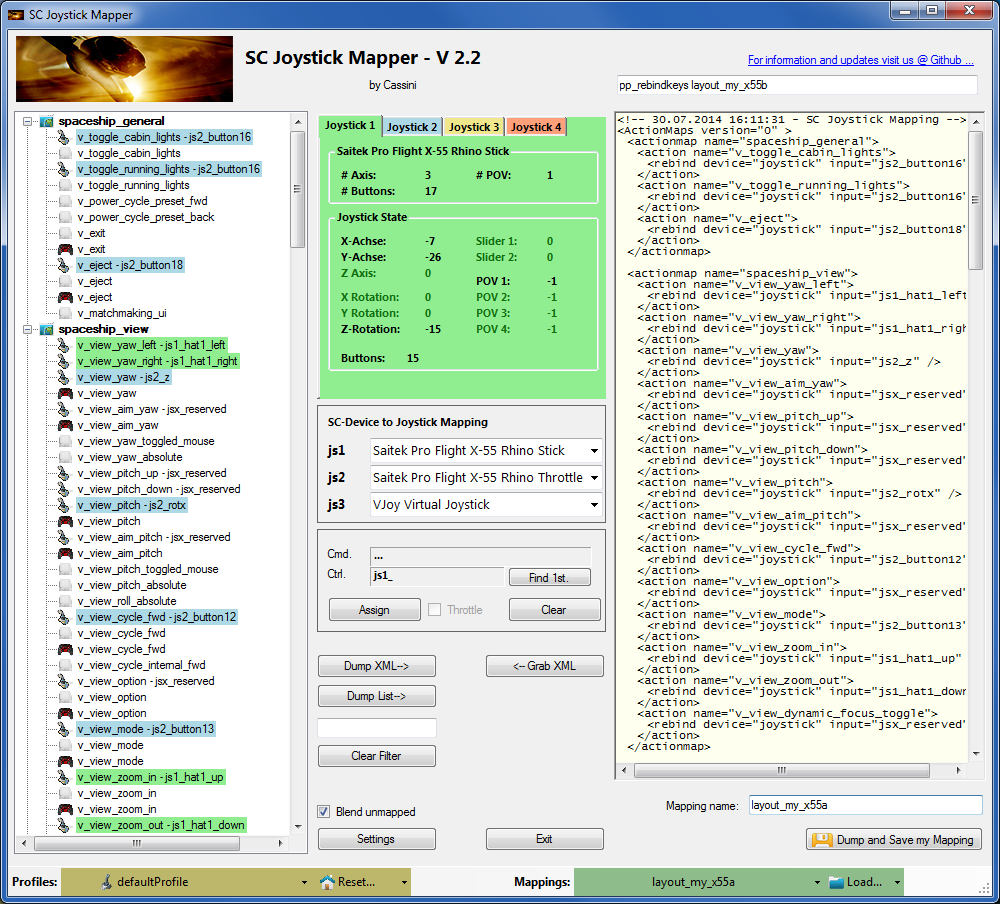 SC Joystick Mapper
SC Joystick Mapper - V 2.2
by Cassini
For information and updates visit us @ Github ...
pp_rebindkeys layout_my_x55b
spaceship_general
v_toggle_cabin_lights - js2_button16
v_toggle_cabin_lights
v_toggle_running_lights - js2_button16
v_toggle_running_lights
v_power_cycle_preset_fwd
v_power_cycle_preset_back
v_exit
v_exit
v_eject - js2_button18
v_eject
v_eject
v_matchmaking_ui
spaceship_view
v_view_yaw_left - js1_hat1_left
v_view_yaw_right - js1_hat1_right
v_view_yaw - js2_z
v_view_yaw
v_view_aim_yaw - jsx_reserved
v_view_aim_yaw
v_view_yaw_toggled_mouse
v_view_yaw_absolute
v_view_pitch_up - jsx_reserved
v_view_pitch_down - jsx_reserved
v_view_pitch - js2_rotx
v_view_pitch
v_view_aim_pitch - jsx_reserved
v_view_aim_pitch
v_view_pitch_toggled_mouse
v_view_pitch_absolute
v_view_roll_absolute
v_view_cycle_fwd - js2_button12
v_view_cycle_fwd
v_view_cycle_fwd
v_view_cycle_internal_fwd
v_view_option - jsx_reserved
v_view_option
v_view_option
v_view_mode - js2_button13
v_view_mode
v_view_mode
v_view_zoom_in - js1_hat1_up
v_view_zoom_in
v_view_zoom_in
v_view_zoom_out - js1_hat1_down
Joystick 1 Joystick 2 Joystick 3 Joystick 4
Saitek Pro Flight X-55 Rhino Stick
# Axis: 3 # POV: 1
# Buttons: 17
Joystick State
X-Achse: -7 Slider 1: 0
Y-Achse: -26 Slider 2: 0
Z Axis: 0
POV 1: -1
X Rotation: 0 POV 2: -1
Y Rotation: 0 POV 3: -1
Z-Rotation: -15 POV 4: -1
Buttons: 15
SC-Device to Joystick Mapping
js1 Saitek Pro Flight X-55 Rhino Stick
js2 Saitek Pro Flight X-55 Rhino Throttle
js3 VJoy Virtual Joystick
Cmd. ...
Ctrl. js1_ Find 1st.
Assign Throttle Clear
Dump XML--> <-- Grab XML
Dump List-->
Clear Filter
Blend unmapped
Settings Exit
<!-- 30.07.2014 16:11:31 - SC Joystick Mapping -->
<ActionMaps version="0" >
<actionmap name="spaceship_general">
<action name="v_toggle_cabin_lights">
<rebind device="joystick" input="js2_button16"
</action>
<action name="v_toggle_running_lights">
<rebind device="joystick" input="js2_button16"
</action>
<action name="v_eject">
<rebind device="joystick" input="js2_button18"
</action>
</actionmap>
<actionmap name="spaceship_view">
<action name="v_view_yaw_left">
<rebind device="joystick" input="js1_hat1_left
</action>
<action name="v_view_yaw_right">
<rebind device="joystick" input="js1_hat1_righ
</action>
<action name="v_view_yaw">
<rebind device="joystick" input="js2_z" />
</action>
<action name="v_view_aim_yaw">
<rebind device="joystick" input="jsx_reserved"
</action>
<action name="v_view_pitch_up">
<rebind device="joystick" input="jsx_reserved"
</action>
<action name="v_view_pitch_down">
<rebind device="joystick" input="jsx_reserved"
</action>
<action name="v_view_pitch">
<rebind device="joystick" input="js2_rotx" />
</action>
<action name="v_view_aim_pitch">
<rebind device="joystick" input="jsx_reserved"
</action>
<action name="v_view_cycle_fwd">
<rebind device="joystick" input="js2_button12"
</action>
<action name="v_view_option">
<rebind device="joystick" input="jsx_reserved"
</action>
<action name="v_view_mode">
<rebind device="joystick" input="js2_button13"
</action>
<action name="v_view_zoom_in">
<rebind device="joystick" input="js1_hat1_up"
</action>
<action name="v_view_zoom_out">
<rebind device="joystick" input="js1_hat1_down
</action>
<action name="v_view_dynamic_focus_toggle">
<rebind device="joystick" input="jsx_reserved"
</action>
</actionmap>
Mapping name: layout_my_x55a
Dump and Save my Mapping
Profiles: defaultProfile Reset... Mappings: layout_my_x55a Load...